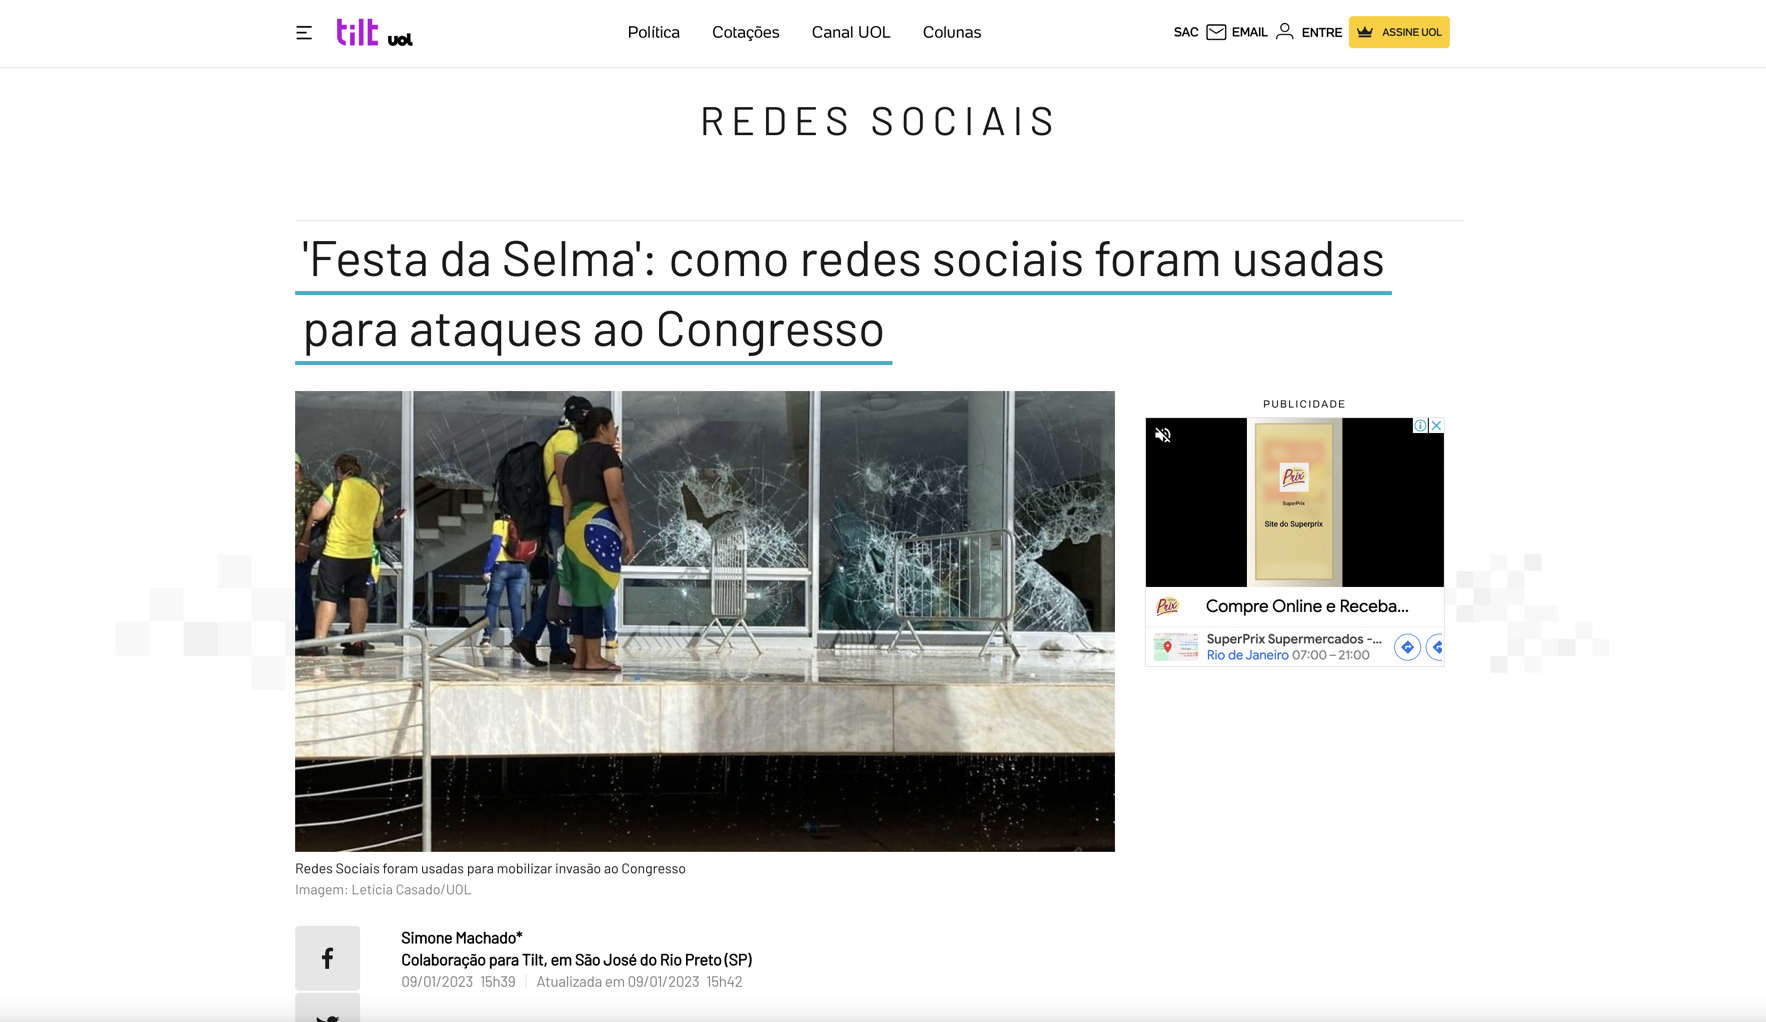 tilt uol
Política
Cotações
Canal UOL
Colunas
SAC
EMAIL
ENTRE
ASSINE UOL
REDES SOCIAIS
'Festa da Selma': como redes sociais foram usadas
para ataques ao Congresso
PUBLICIDADE
Prix
SuperPrix
Site do Superprix
Prix
Compre Online e Receba...
SuperPrix Supermercados -...
Rio de Janeiro 07:00 – 21:00
Redes Sociais foram usadas para mobilizar invasão ao Congresso
Imagem: Letícia Casado/UOL
Simone Machado*
Colaboração para Tilt, em São José do Rio Preto (SP)
09/01/2023 15h39 | Atualizada em 09/01/2023 15h42